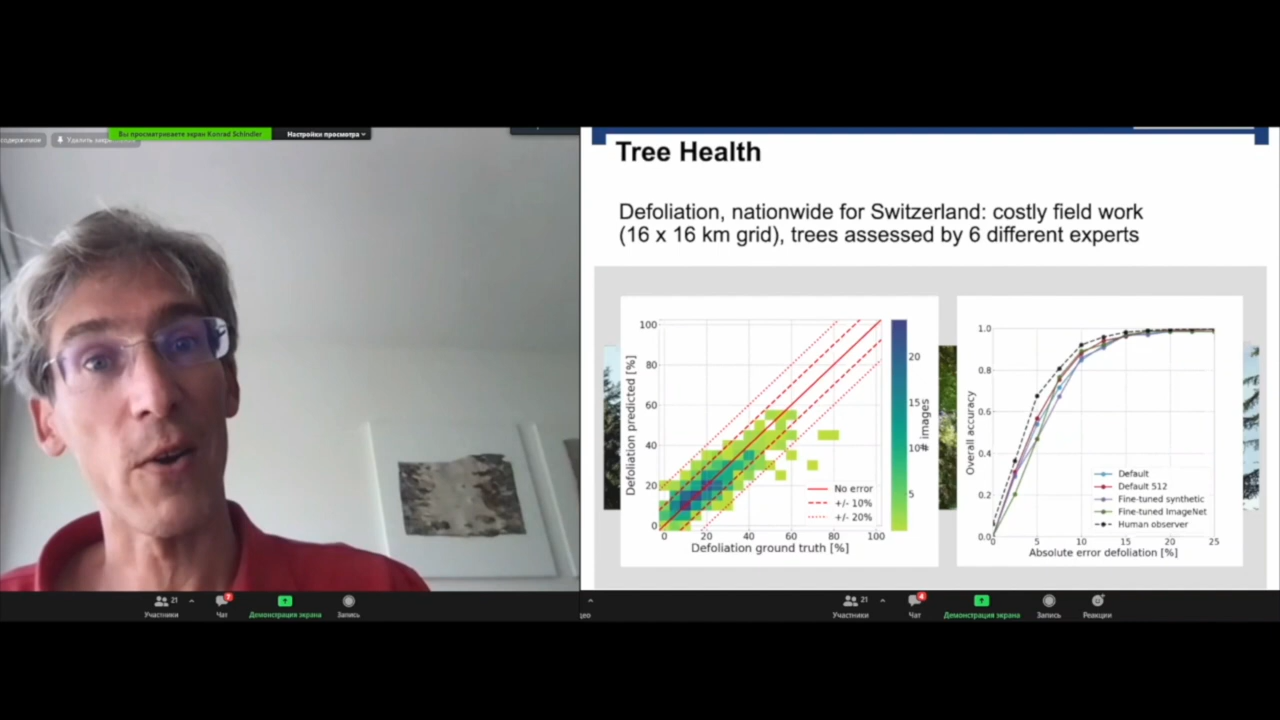 Вы просматриваете экран Konrad Schindler
Настройки просмотра
Tree Health
Defoliation, nationwide for Switzerland: costly field work
(16 x 16 km grid), trees assessed by 6 different experts
Defoliation predicted [%]
100
80
60
40
20
0
0 20 40 60 80 100
Defoliation ground truth [%]
No error
+/- 10%
+/- 20%
20
15
10
5
# images
Overall accuracy
1.0
0.8
0.6
0.4
0.2
0.0
0 5 10 15 20 25
Absolute error defoliation [%]
Default
Default 512
Fine-tuned synthetic
Fine-tuned ImageNet
Human observer
21
7
Участники
Чат
Демонстрация экрана
Запись
21
4
Участники
Чат
Демонстрация экрана
Запись
Реакции